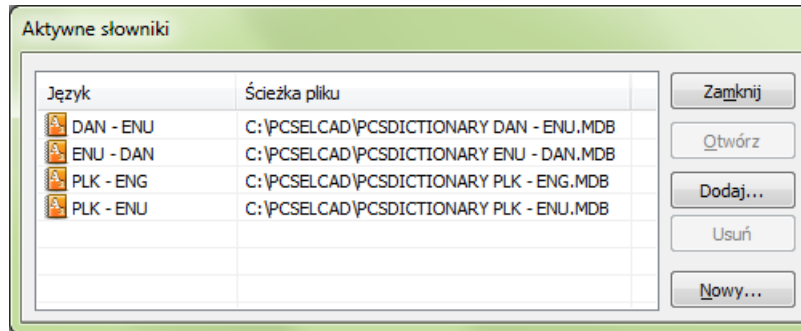 Aktywne słowniki
Język Ścieżka pliku
DAN - ENU C:\PCSELCAD\PCSDICTIONARY DAN - ENU.MDB
ENU - DAN C:\PCSELCAD\PCSDICTIONARY ENU - DAN.MDB
PLK - ENG C:\PCSELCAD\PCSDICTIONARY PLK - ENG.MDB
PLK - ENU C:\PCSELCAD\PCSDICTIONARY PLK - ENU.MDB
Zamknij
Otwórz
Dodaj...
Usuń
Nowy...